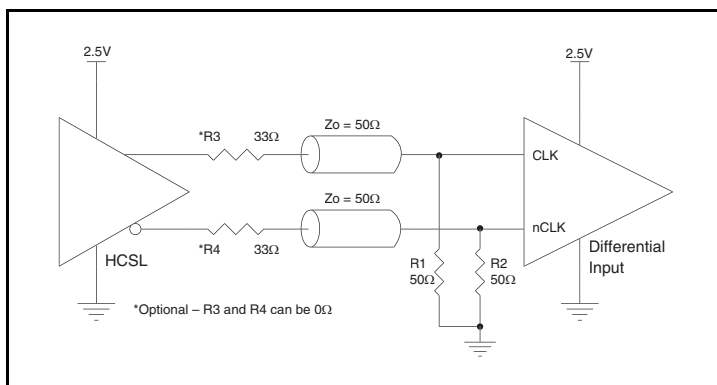 2.5V
2.5V
*R3 33Ω
Zo = 50Ω
CLK
Zo = 50Ω
nCLK
HCSL
*R4 33Ω
Differential
Input
R1
50Ω
R2
50Ω
*Optional – R3 and R4 can be 0Ω